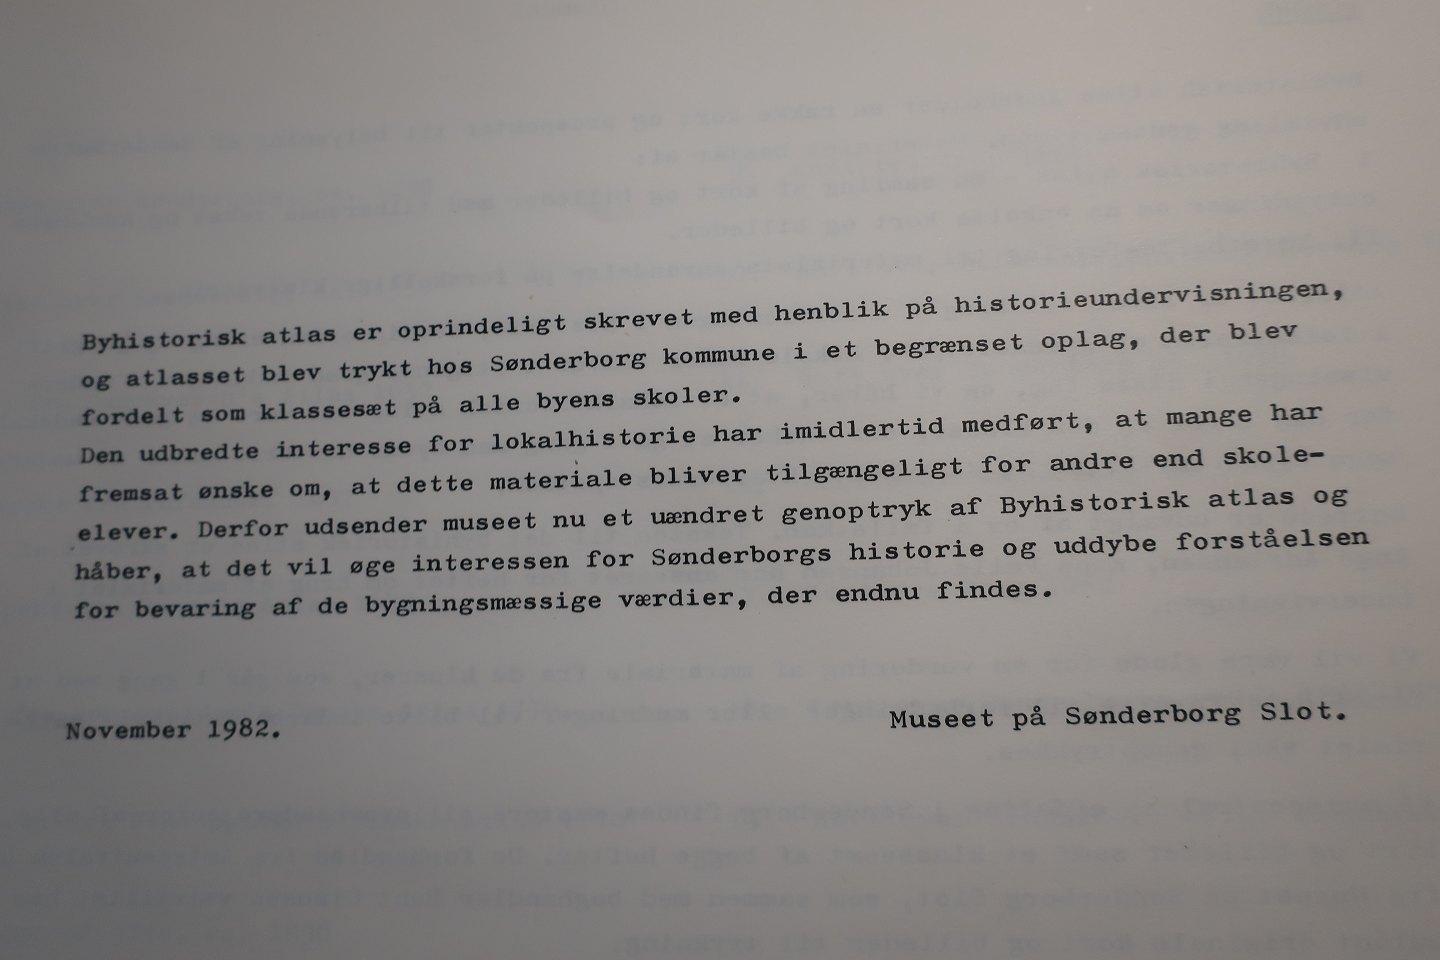 Byhistorisk atlas er oprindeligt skrevet med henblik på historieundervisningen,
og atlasset blev trykt hos Sønderborg kommune i et begrænset oplag, der blev
fordelt som klassesæt på alle byens skoler.
Den udbredte interesse for lokalhistorie har imidlertid medført, at mange har
fremsat ønske om, at dette materiale bliver tilgængeligt for andre end skole-
elever. Derfor udsender museet nu et uændret genoptryk af Byhistorisk atlas og
håber, at det vil øge interessen for Sønderborgs historie og uddybe forståelsen
for bevaring af de bygningsmæssige værdier, der endnu findes.
November 1982.
Museet på Sønderborg Slot.